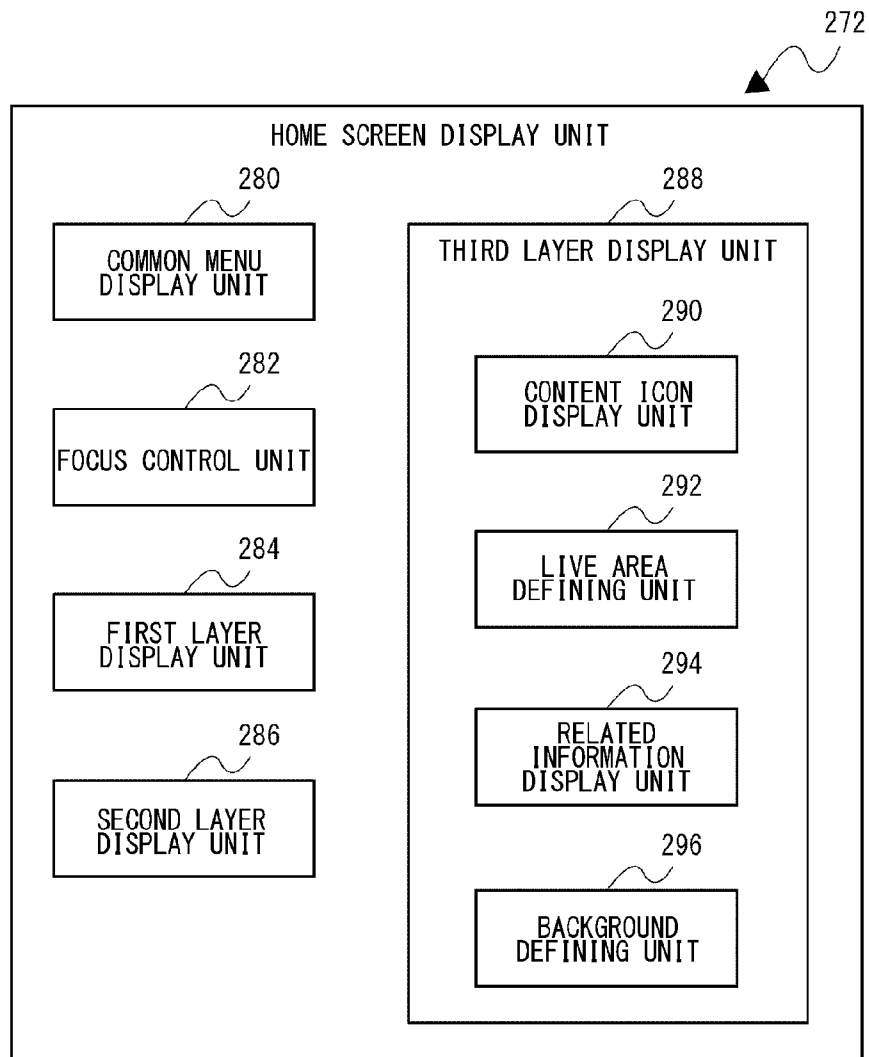 272
HOME SCREEN DISPLAY UNIT
280
COMMON MENU
DISPLAY UNIT
282
FOCUS CONTROL UNIT
284
FIRST LAYER
DISPLAY UNIT
286
SECOND LAYER
DISPLAY UNIT
288
THIRD LAYER DISPLAY UNIT
290
CONTENT ICON
DISPLAY UNIT
292
LIVE AREA
DEFINING UNIT
294
RELATED
INFORMATION
DISPLAY UNIT
296
BACKGROUND
DEFINING UNIT